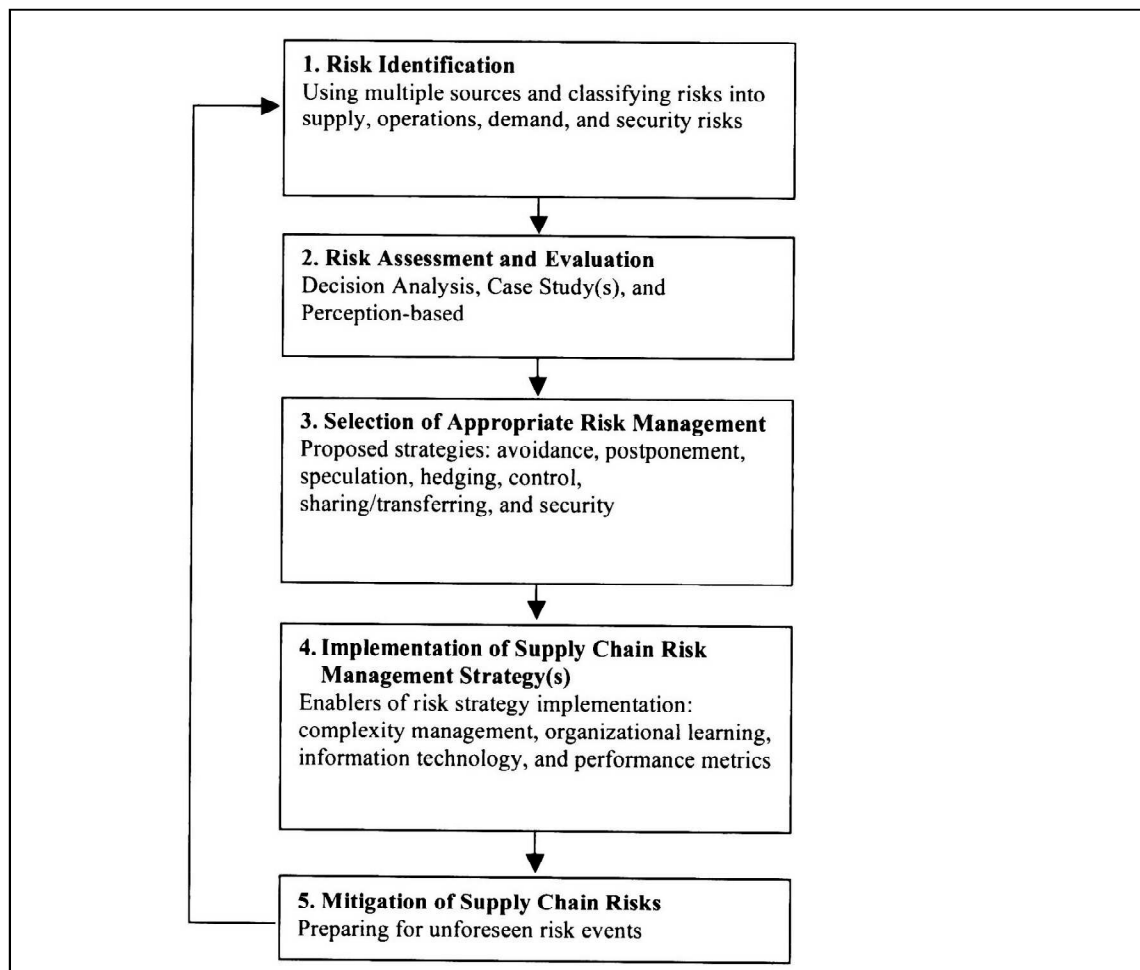 1. Risk Identification
Using multiple sources and classifying risks into
supply, operations, demand, and security risks
2. Risk Assessment and Evaluation
Decision Analysis, Case Study(s), and
Perception-based
3. Selection of Appropriate Risk Management
Proposed strategies: avoidance, postponement,
speculation, hedging, control,
sharing/transferring, and security
4. Implementation of Supply Chain Risk
Management Strategy(s)
Enablers of risk strategy implementation:
complexity management, organizational learning,
information technology, and performance metrics
5. Mitigation of Supply Chain Risks
Preparing for unforeseen risk events